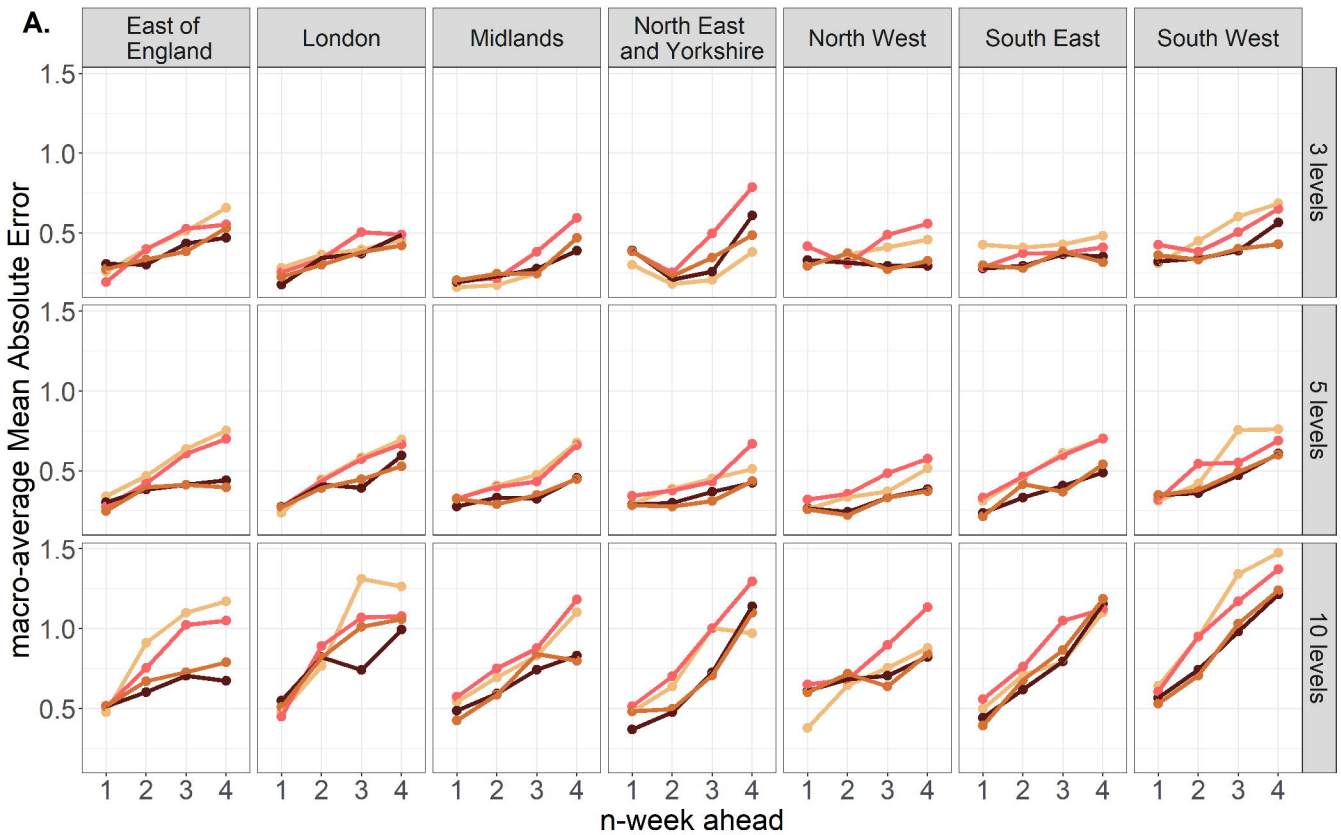 A.
East of
England
London
Midlands
North East
and Yorkshire
North West
South East
South West
macro-average Mean Absolute Error
1.5
1.0
0.5
3 levels
1.5
1.0
0.5
5 levels
1.5
1.0
0.5
10 levels
1 2 3 4 1 2 3 4 1 2 3 4 1 2 3 4 1 2 3 4 1 2 3 4 1 2 3 4
n-week ahead